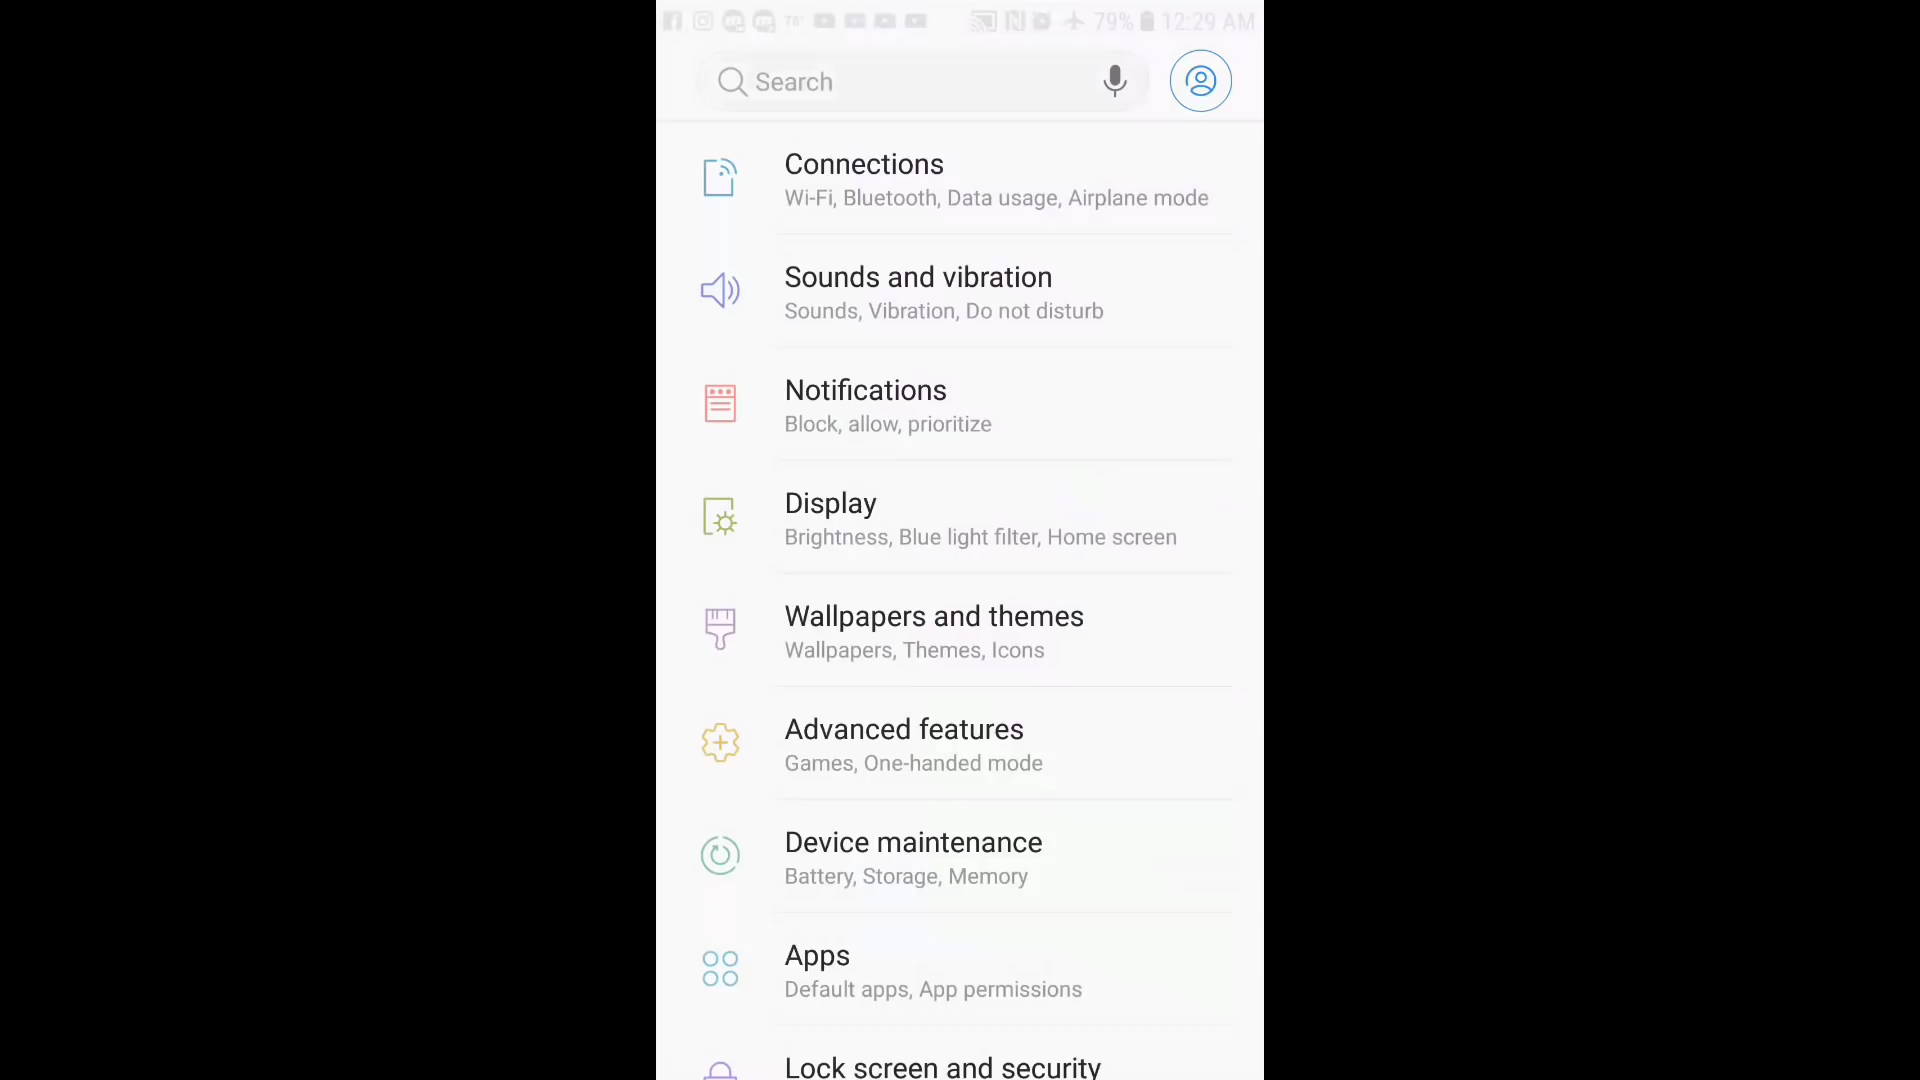 78° 79% 12:29 AM
Search
Connections
Wi-Fi, Bluetooth, Data usage, Airplane mode
Sounds and vibration
Sounds, Vibration, Do not disturb
Notifications
Block, allow, prioritize
Display
Brightness, Blue light filter, Home screen
Wallpapers and themes
Wallpapers, Themes, Icons
Advanced features
Games, One-handed mode
Device maintenance
Battery, Storage, Memory
Apps
Default apps, App permissions
Lock screen and security